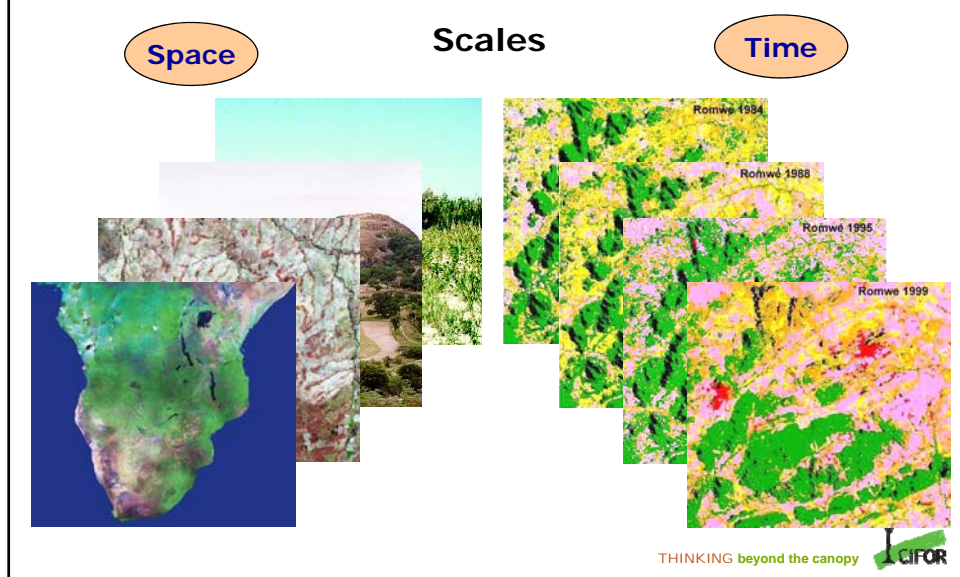 Scales
Space
Time
Romwe 1984
Romwe 1988
Romwe 1995
Romwe 1999
THINKING beyond the canopy
CIFOR